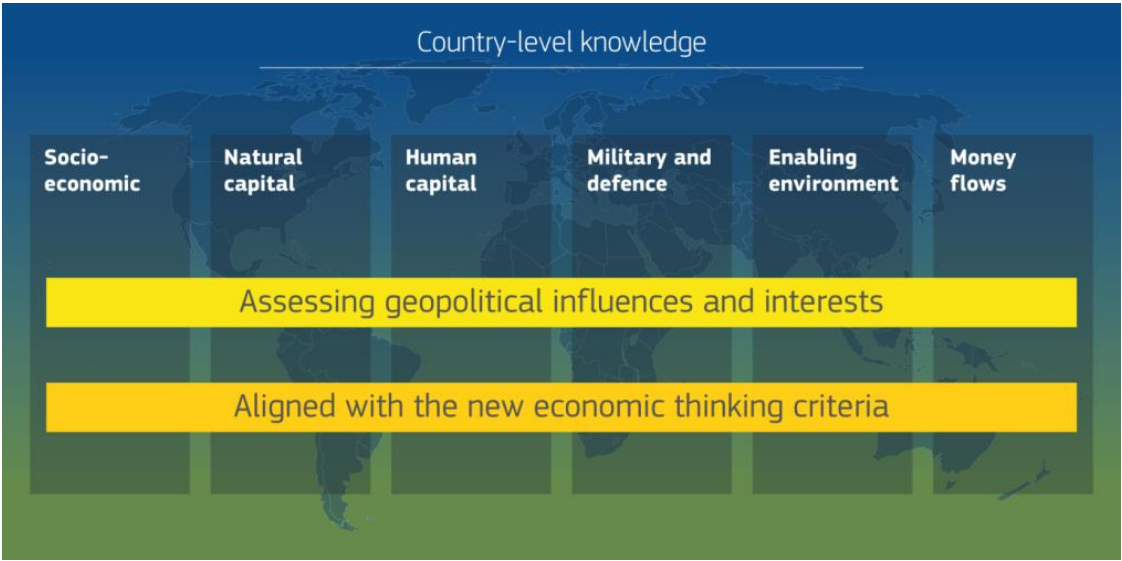 Country-level knowledge
Socio-
economic
Natural
capital
Human
capital
Military and
defence
Enabling
environment
Money
flows
Assessing geopolitical influences and interests
Aligned with the new economic thinking criteria